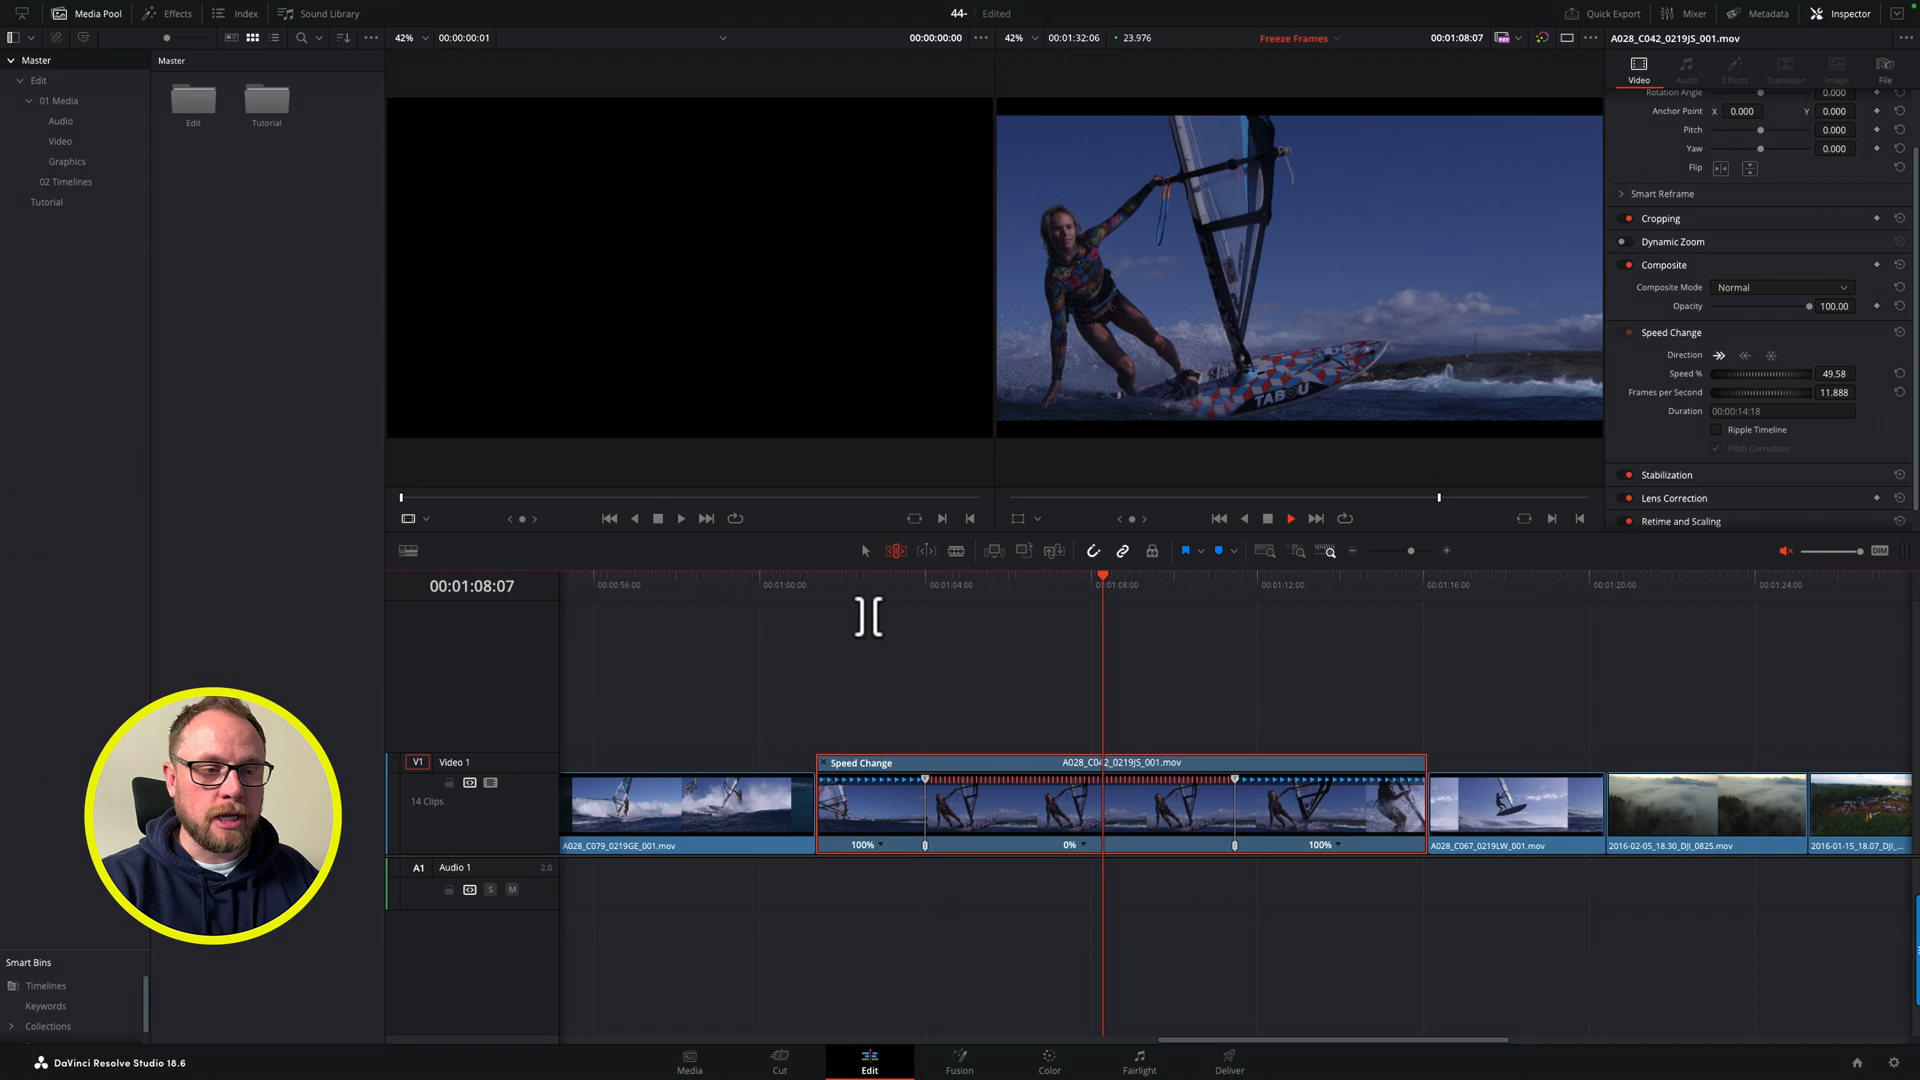 Media Pool
Effects
Index
Sound Library
44-
Edited
Quick Export
Mixer
Metadata
Inspector
42%
00:00:00:01
00:00:00:00
42%
00:01:32:06
23.976
Freeze Frames
00:01:08:07
A028_C042_0219JS_001.mov
Master
Edit
01 Media
Audio
Video
Graphics
02 Timelines
Tutorial
Master
Edit
Tutorial
TABOU
Video
Audio
Effects
Transition
Image
File
Rotation Angle
0.000
Anchor Point
X
0.000
Y
0.000
Pitch
0.000
Yaw
0.000
Flip
Smart Reframe
Cropping
Dynamic Zoom
Composite
Composite Mode
Normal
Opacity
100.00
Speed Change
Direction
Speed %
49.58
Frames per Second
11.888
Duration
00:00:14:18
Ripple Timeline
Pitch Correction
Stabilization
Lens Correction
Retime and Scaling
DIM
00:01:08:07
00:00:56:00
00:01:00:00
00:01:04:00
00:01:08:00
00:01:12:00
00:01:16:00
00:01:20:00
00:01:24:00
V1
Video 1
14 Clips
A1
Audio 1
2.0
S
M
Speed Change
A028_C042_0219JS_001.mov
100%
0%
100%
A028_C079_0219GE_001.mov
A028_C067_0219LW_001.mov
2016-02-05_18.30_DJI_0825.mov
2016-01-15_18.07_DJI_...
Smart Bins
Timelines
Keywords
Collections
DaVinci Resolve Studio 18.6
Media
Cut
Edit
Fusion
Color
Fairlight
Deliver